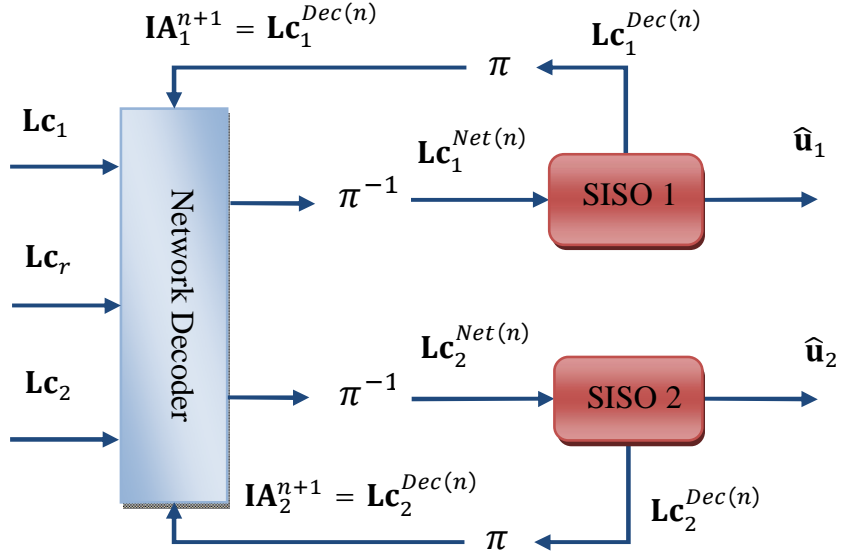 𝐈𝐀₁ⁿ⁺¹ = 𝐋𝐜₁^{Dec(n)}
𝐋𝐜₁^{Dec(n)}
π
𝐋𝐜₁
𝐋𝐜₁^{Net(n)}
û₁
π⁻¹
SISO 1
Network Decoder
𝐋𝐜ᵣ
𝐋𝐜₂^{Net(n)}
û₂
𝐋𝐜₂
π⁻¹
SISO 2
𝐈𝐀₂ⁿ⁺¹ = 𝐋𝐜₂^{Dec(n)}
𝐋𝐜₂^{Dec(n)}
π